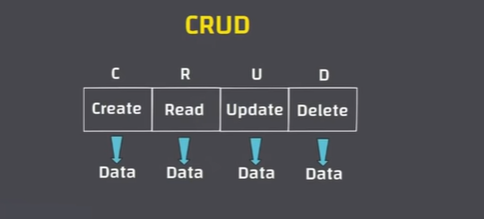 CRUD
C R U D
Create Read Update Delete
Data Data Data Data